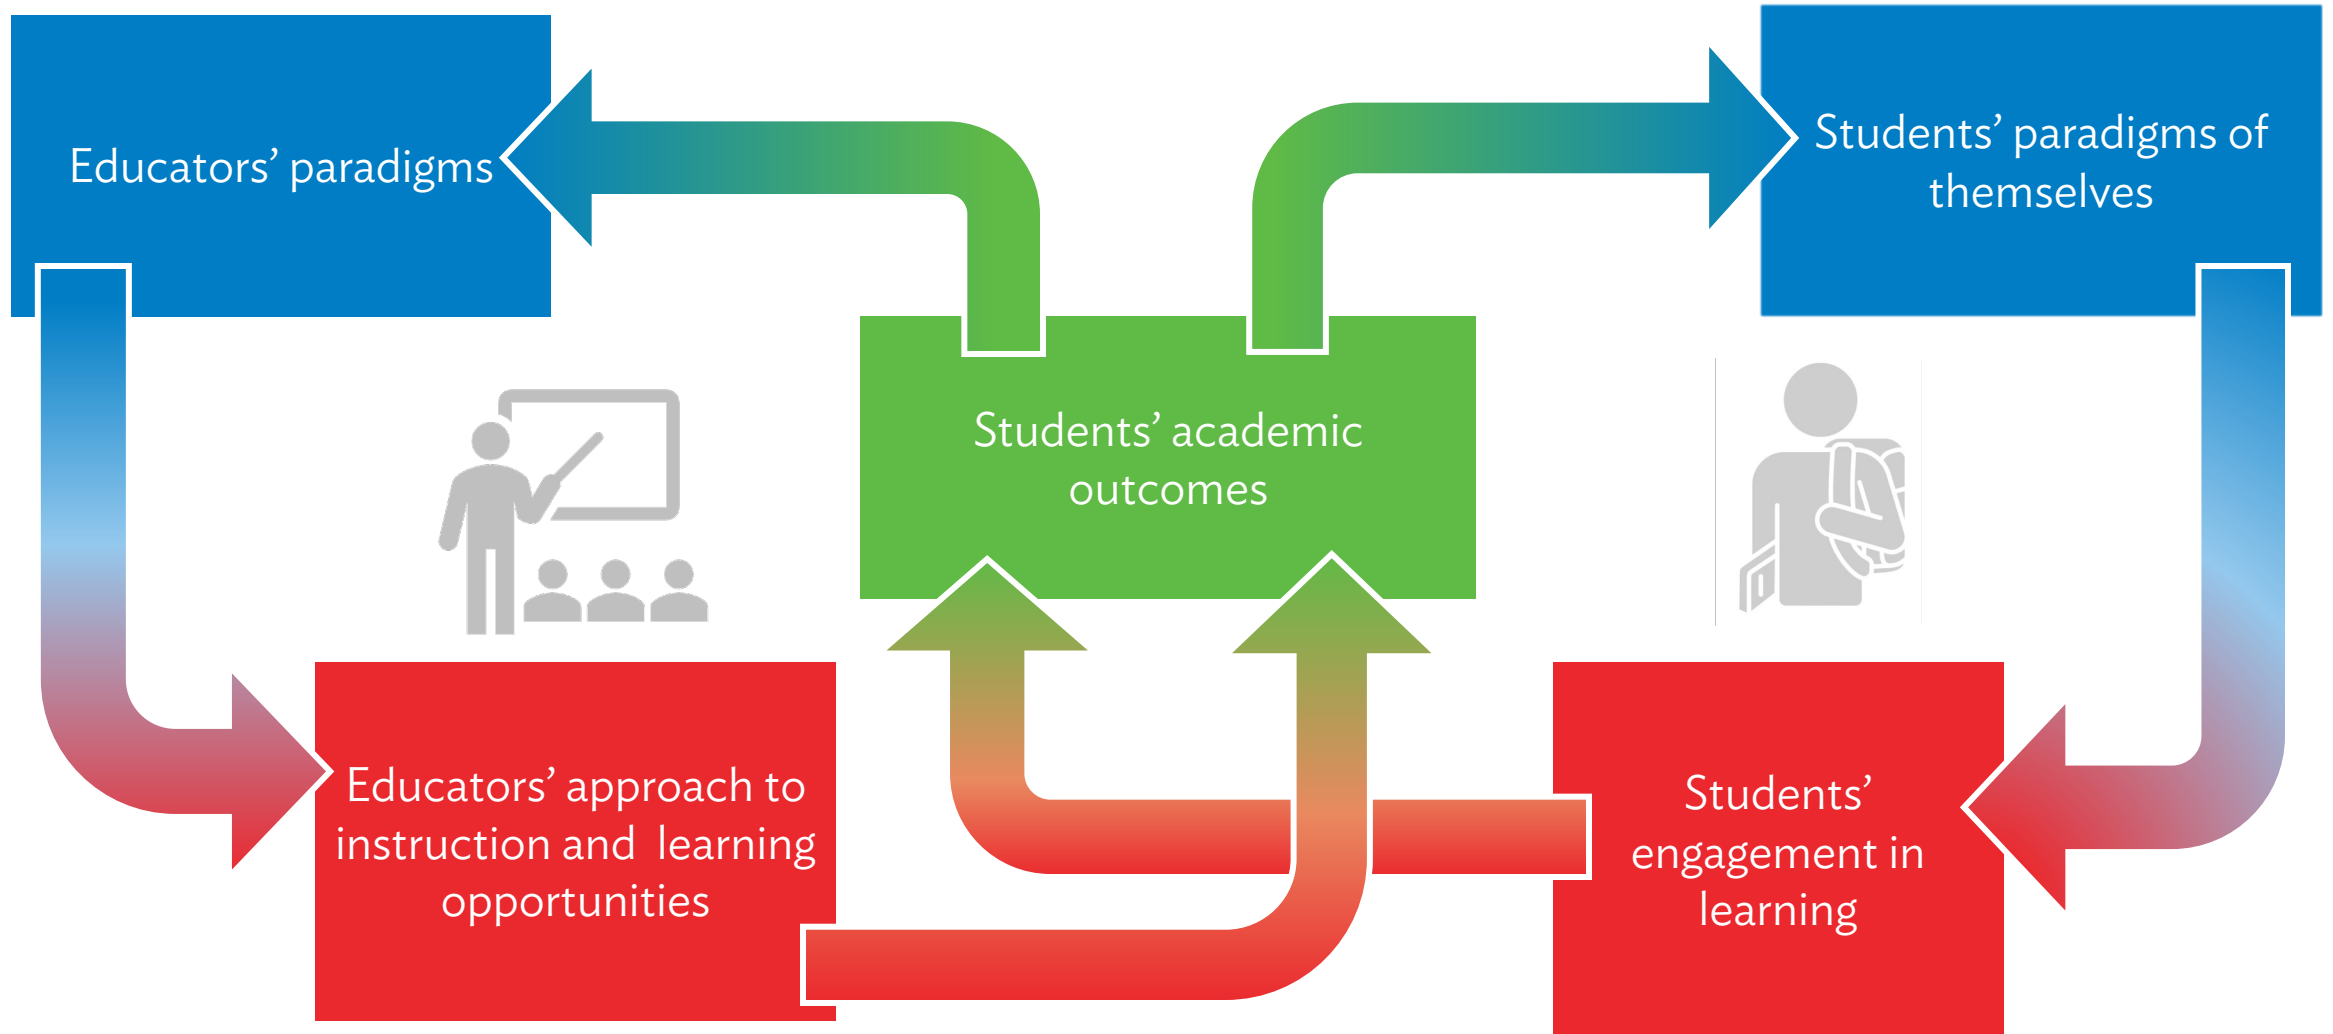 Educators’ paradigms
Students’ paradigms of
themselves
Students’ academic
outcomes
Educators’ approach to
instruction and  learning
opportunities
Students’
engagement in
learning